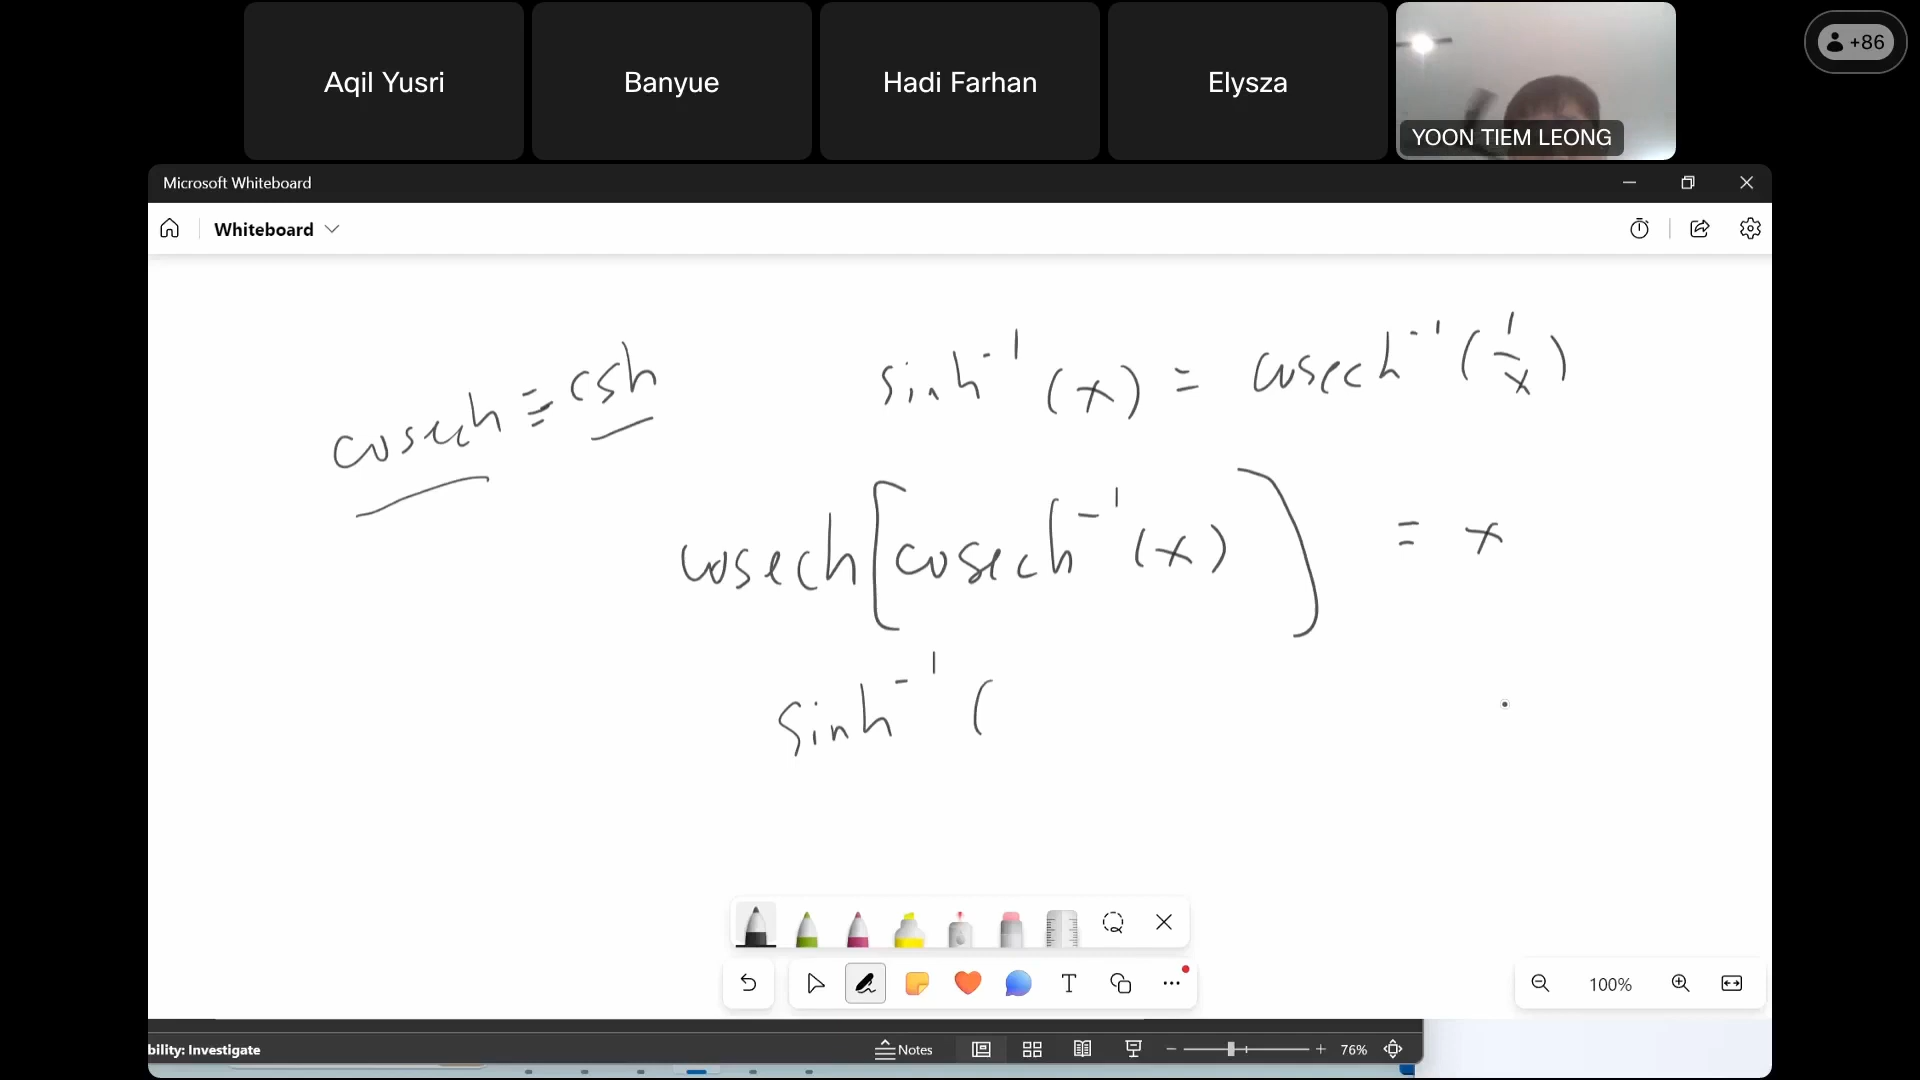 Aqil Yusri
Banyue
Hadi Farhan
Elysza
YOON TIEM LEONG
+86
Microsoft Whiteboard
Whiteboard
cosech ≡ csh
sinh⁻¹ (x) = cosech⁻¹ (1/x)
cosech [cosech⁻¹ (x)] = x
sinh⁻¹ (
T
100%
bility: Investigate
Notes
76%